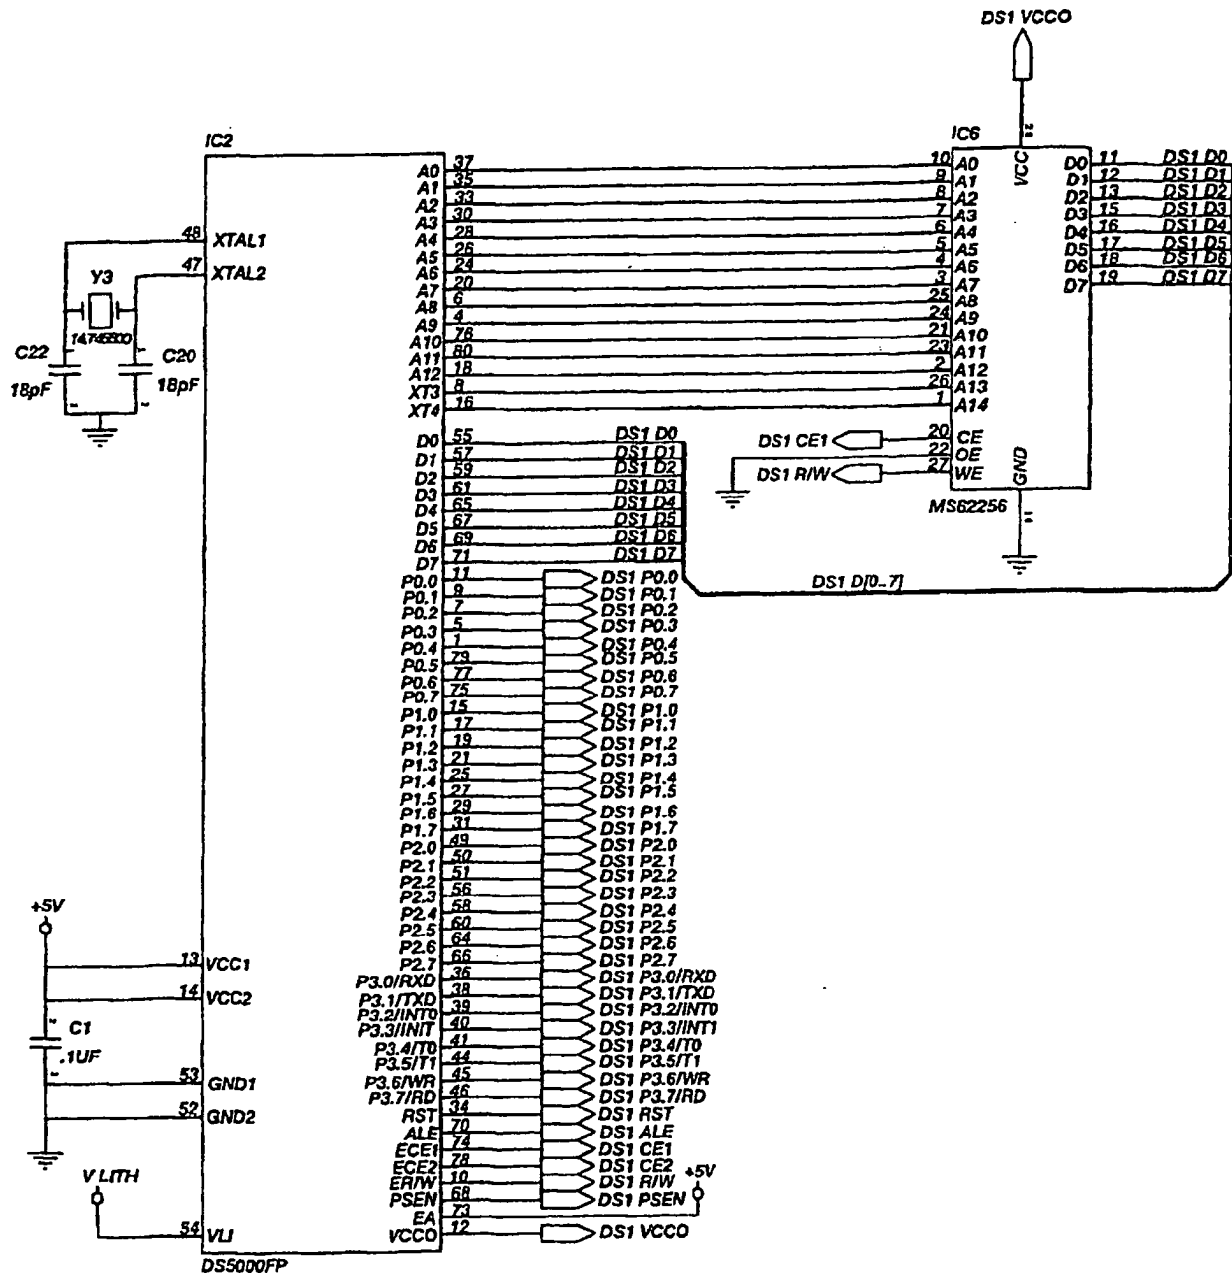 DS1 VCCO
IC2
IC6
A0 37
A1 35
A2 33
A3 30
A4 28
A5 26
A6 24
A7 20
A8 6
A9 4
A10 76
A11 80
A12 18
XT3 8
XT4 16
10 A0
9 A1
8 A2
7 A3
6 A4
5 A5
4 A6
3 A7
25 A8
24 A9
21 A10
23 A11
2 A12
26 A13
1 A14
VCC
28
D0 11 DS1 D0
D1 12 DS1 D1
D2 13 DS1 D2
D3 15 DS1 D3
D4 16 DS1 D4
D5 17 DS1 D5
D6 18 DS1 D6
D7 19 DS1 D7
48 XTAL1
47 XTAL2
Y3
C22
18pF
C20
18pF
DS1 CE1 20 CE
22 OE
DS1 R/W 27 WE
GND
14
MS62256
D0 55 DS1 D0
D1 57 DS1 D1
D2 59 DS1 D2
D3 61 DS1 D3
D4 65 DS1 D4
D5 67 DS1 D5
D6 69 DS1 D6
D7 71 DS1 D7
DS1 D[0..7]
P0.0 11 DS1 P0.0
P0.1 9 DS1 P0.1
P0.2 7 DS1 P0.2
P0.3 5 DS1 P0.3
P0.4 1 DS1 P0.4
P0.5 79 DS1 P0.5
P0.6 77 DS1 P0.6
P0.7 75 DS1 P0.7
P1.0 15 DS1 P1.0
P1.1 17 DS1 P1.1
P1.2 19 DS1 P1.2
P1.3 21 DS1 P1.3
P1.4 25 DS1 P1.4
P1.5 27 DS1 P1.5
P1.6 29 DS1 P1.6
P1.7 31 DS1 P1.7
P2.0 49 DS1 P2.0
P2.1 50 DS1 P2.1
P2.2 51 DS1 P2.2
P2.3 56 DS1 P2.3
P2.4 58 DS1 P2.4
P2.5 60 DS1 P2.5
P2.6 64 DS1 P2.6
P2.7 66 DS1 P2.7
P3.0/RXD 36 DS1 P3.0/RXD
P3.1/TXD 38 DS1 P3.1/TXD
P3.2/INT0 39 DS1 P3.2/INT0
P3.3/INIT 40 DS1 P3.3/INT1
P3.4/T0 41 DS1 P3.4/T0
P3.5/T1 44 DS1 P3.5/T1
P3.6/WR 45 DS1 P3.6/WR
P3.7/RD 46 DS1 P3.7/RD
RST 34 DS1 RST
ALE 70 DS1 ALE
ECE1 74 DS1 CE1
ECE2 78 DS1 CE2
ER/W 10 DS1 R/W
PSEN 68 DS1 PSEN
EA 73 +5V
VCCO 12 DS1 VCCO
+5V
13 VCC1
14 VCC2
C1
.1UF
53 GND1
52 GND2
V LITH
54 VLI
DS5000FP